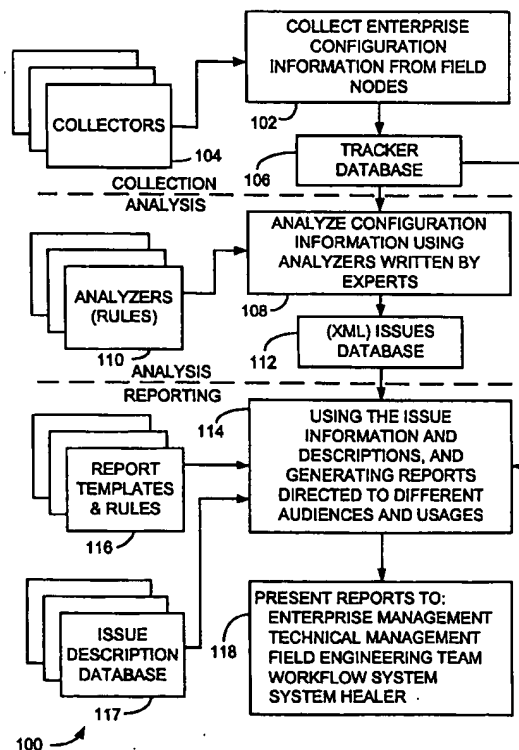 COLLECT ENTERPRISE
CONFIGURATION
INFORMATION FROM FIELD
NODES
102
COLLECTORS
104
TRACKER
DATABASE
106
COLLECTION
ANALYSIS
ANALYZE CONFIGURATION
INFORMATION USING
ANALYZERS WRITTEN BY
EXPERTS
108
ANALYZERS
(RULES)
110
(XML) ISSUES
DATABASE
112
ANALYSIS
REPORTING
114
USING THE ISSUE
INFORMATION AND
DESCRIPTIONS, AND
GENERATING REPORTS
DIRECTED TO DIFFERENT
AUDIENCES AND USAGES
REPORT
TEMPLATES
& RULES
116
ISSUE
DESCRIPTION
DATABASE
117
PRESENT REPORTS TO:
ENTERPRISE MANAGEMENT
TECHNICAL MANAGEMENT
FIELD ENGINEERING TEAM
WORKFLOW SYSTEM
SYSTEM HEALER
118
100